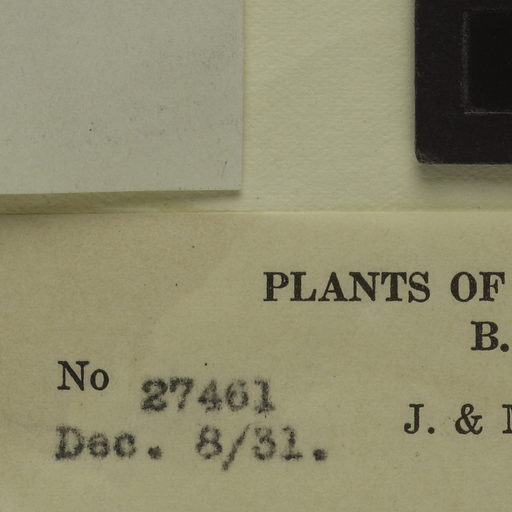 PLANTS OF
B.
No 27461
J. &
Dec. 8/31.